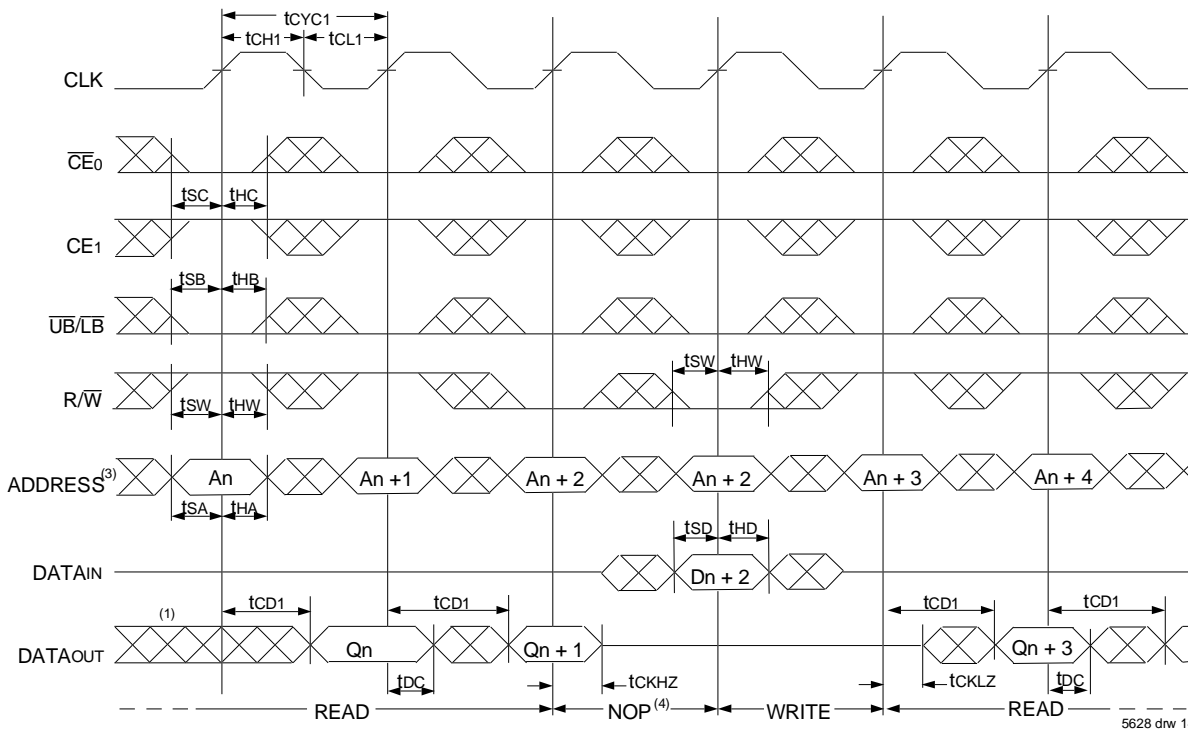 tCYC1
tCH1 tCL1
CLK
CE0
tSC tHC
CE1
tSB tHB
UB/LB
tSW tHW
R/W
tSW tHW
ADDRESS(3) An An +1 An + 2 An + 2 An + 3 An + 4
tSA tHA
tSD tHD
DATAIN Dn + 2
(1) tCD1 tCD1 tCD1 tCD1
DATAOUT Qn Qn + 1 Qn + 3
tDC tCKHZ tCKLZ tDC
READ NOP(4) WRITE READ
5628 drw 1